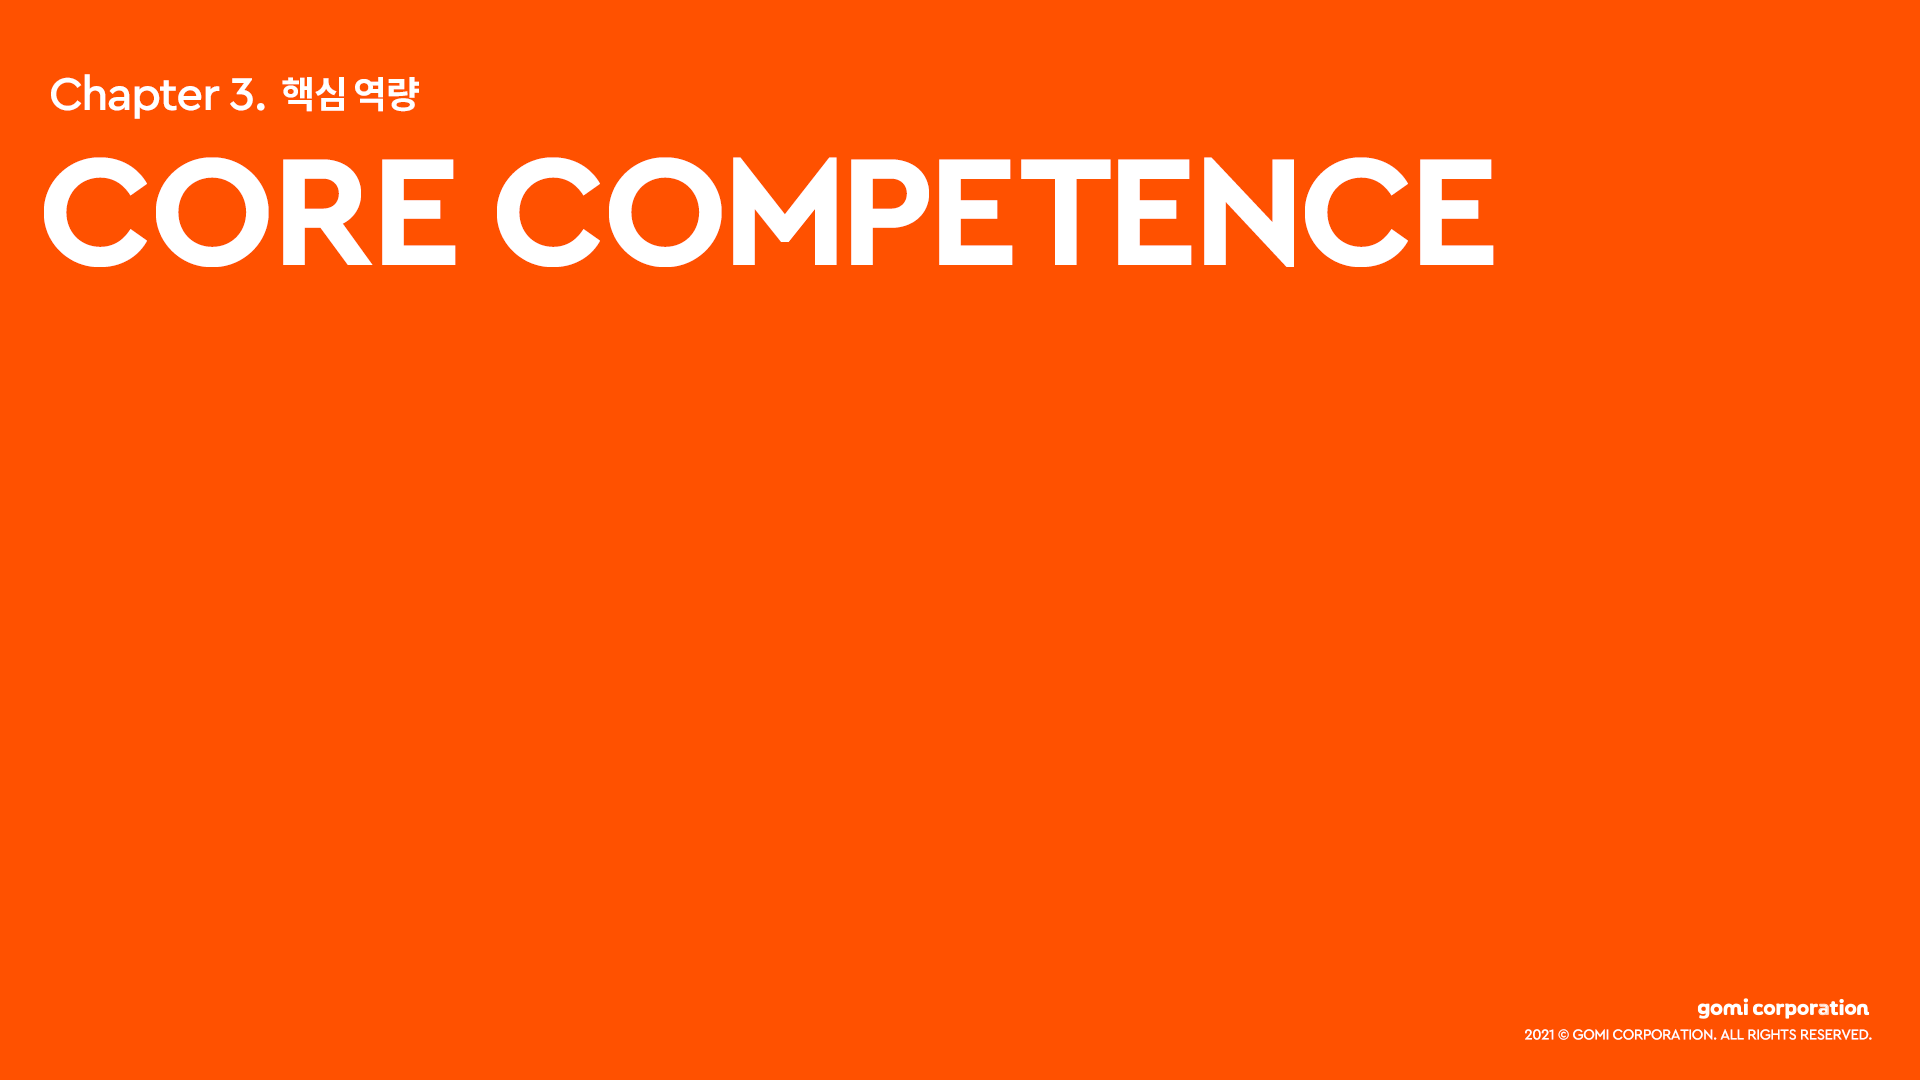 Chapter 3. 핵심 역량
CORE COMPETENCE
gomi corporation
2021 © GOMI CORPORATION. ALL RIGHTS RESERVED.